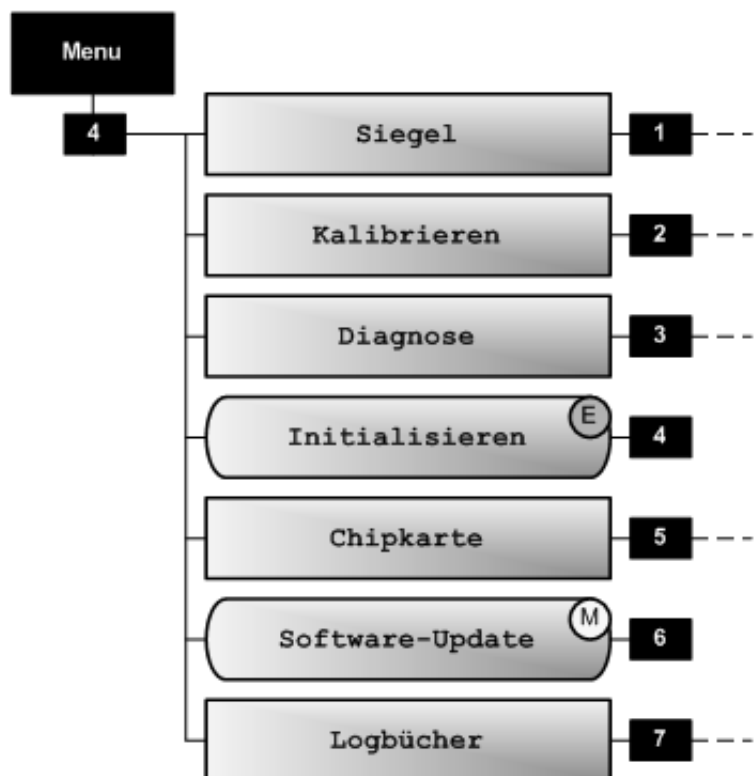 Menu
4
Siegel 1
Kalibrieren 2
Diagnose 3
Initialisieren E 4
Chipkarte 5
Software-Update M 6
Logbücher 7